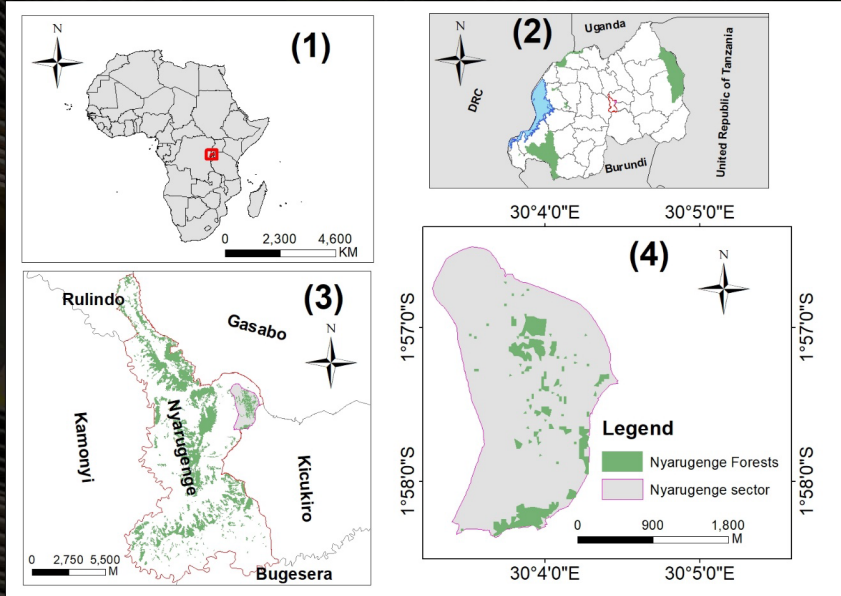 (1)
N
0 2,300 4,600
KM
(2)
N
Uganda
DRC
United Republic of Tanzania
Burundi
(3)
N
Rulindo
Gasabo
Kamonyi
Nyarugenge
Kicukiro
Bugesera
0 2,750 5,500
M
30°4'0"E 30°5'0"E
(4)
N
1°57'0"S 1°57'0"S
1°58'0"S 1°58'0"S
Legend
Nyarugenge Forests
Nyarugenge sector
0 900 1,800
M
30°4'0"E 30°5'0"E